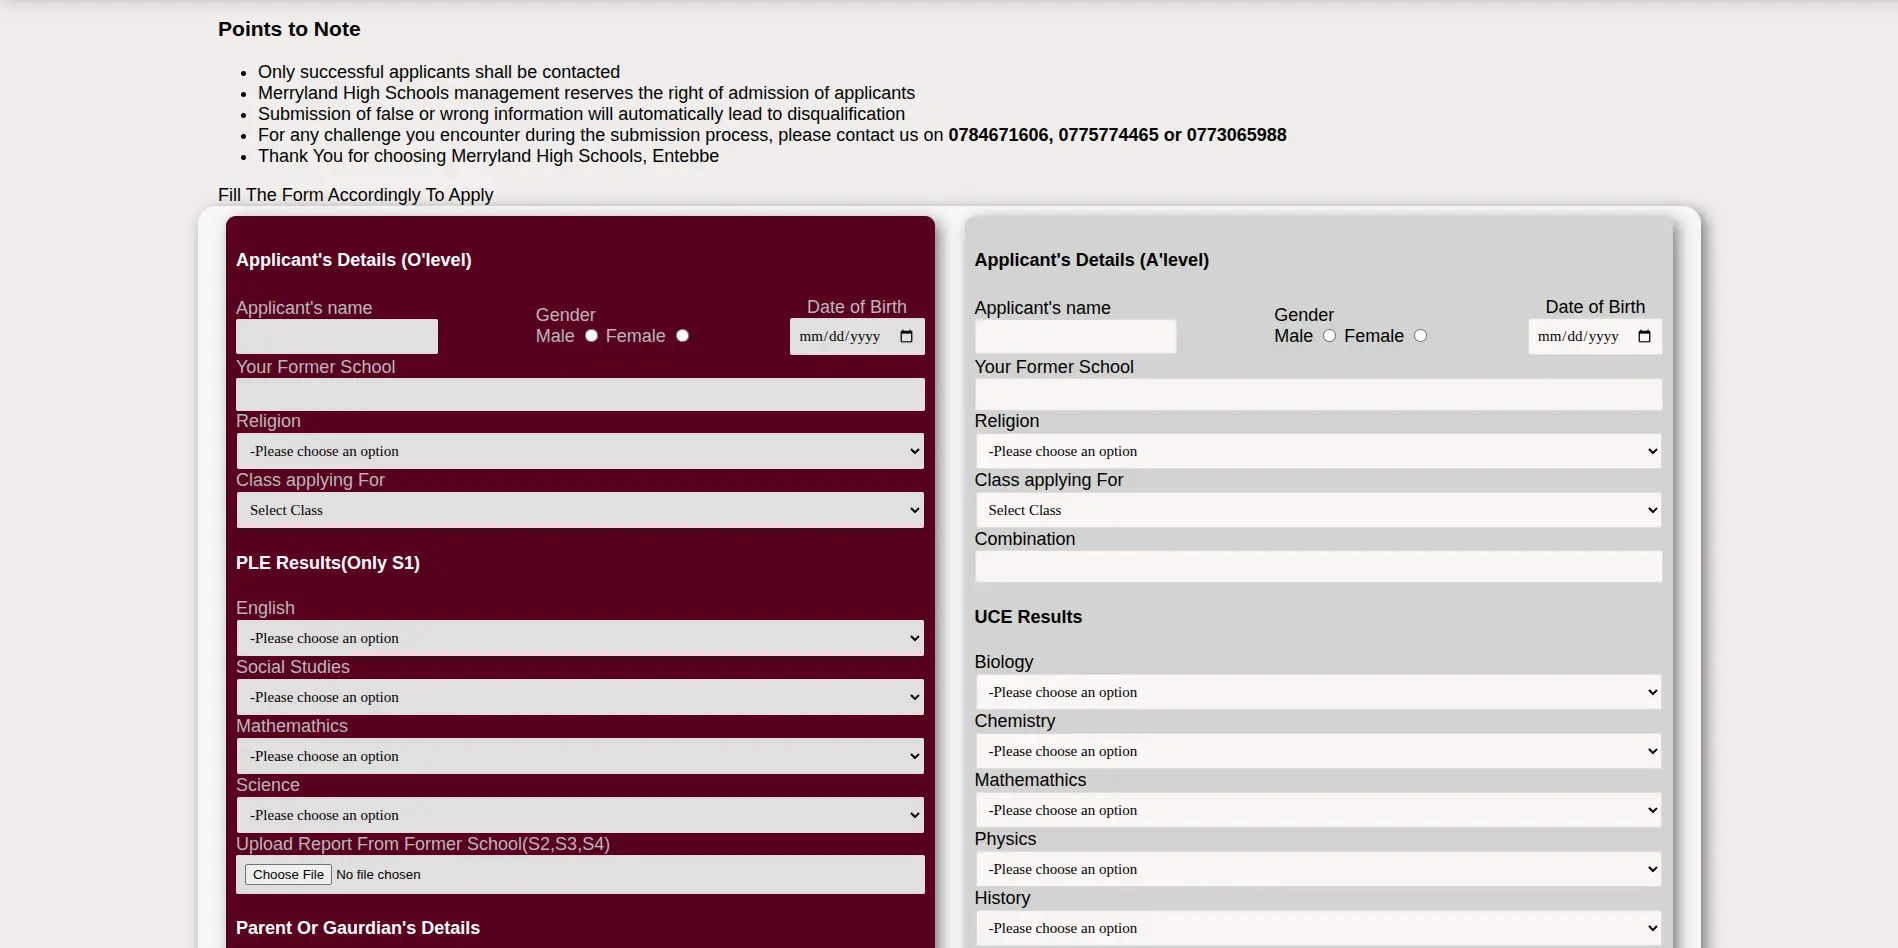 Points to Note
Only successful applicants shall be contacted
Merryland High Schools management reserves the right of admission of applicants
Submission of false or wrong information will automatically lead to disqualification
For any challenge you encounter during the submission process, please contact us on 0784671606, 0775774465 or 0773065988
Thank You for choosing Merryland High Schools, Entebbe
Fill The Form Accordingly To Apply
Applicant's Details (O'level)
Applicant's name
Gender
Male Female
Date of Birth
mm/dd/yyyy
Your Former School
Religion
-Please choose an option
Class applying For
Select Class
PLE Results(Only S1)
English
-Please choose an option
Social Studies
-Please choose an option
Mathemathics
-Please choose an option
Science
-Please choose an option
Upload Report From Former School(S2,S3,S4)
Choose File No file chosen
Parent Or Gaurdian's Details
Applicant's Details (A'level)
Applicant's name
Gender
Male Female
Date of Birth
mm/dd/yyyy
Your Former School
Religion
-Please choose an option
Class applying For
Select Class
Combination
UCE Results
Biology
-Please choose an option
Chemistry
-Please choose an option
Mathemathics
-Please choose an option
Physics
-Please choose an option
History
-Please choose an option